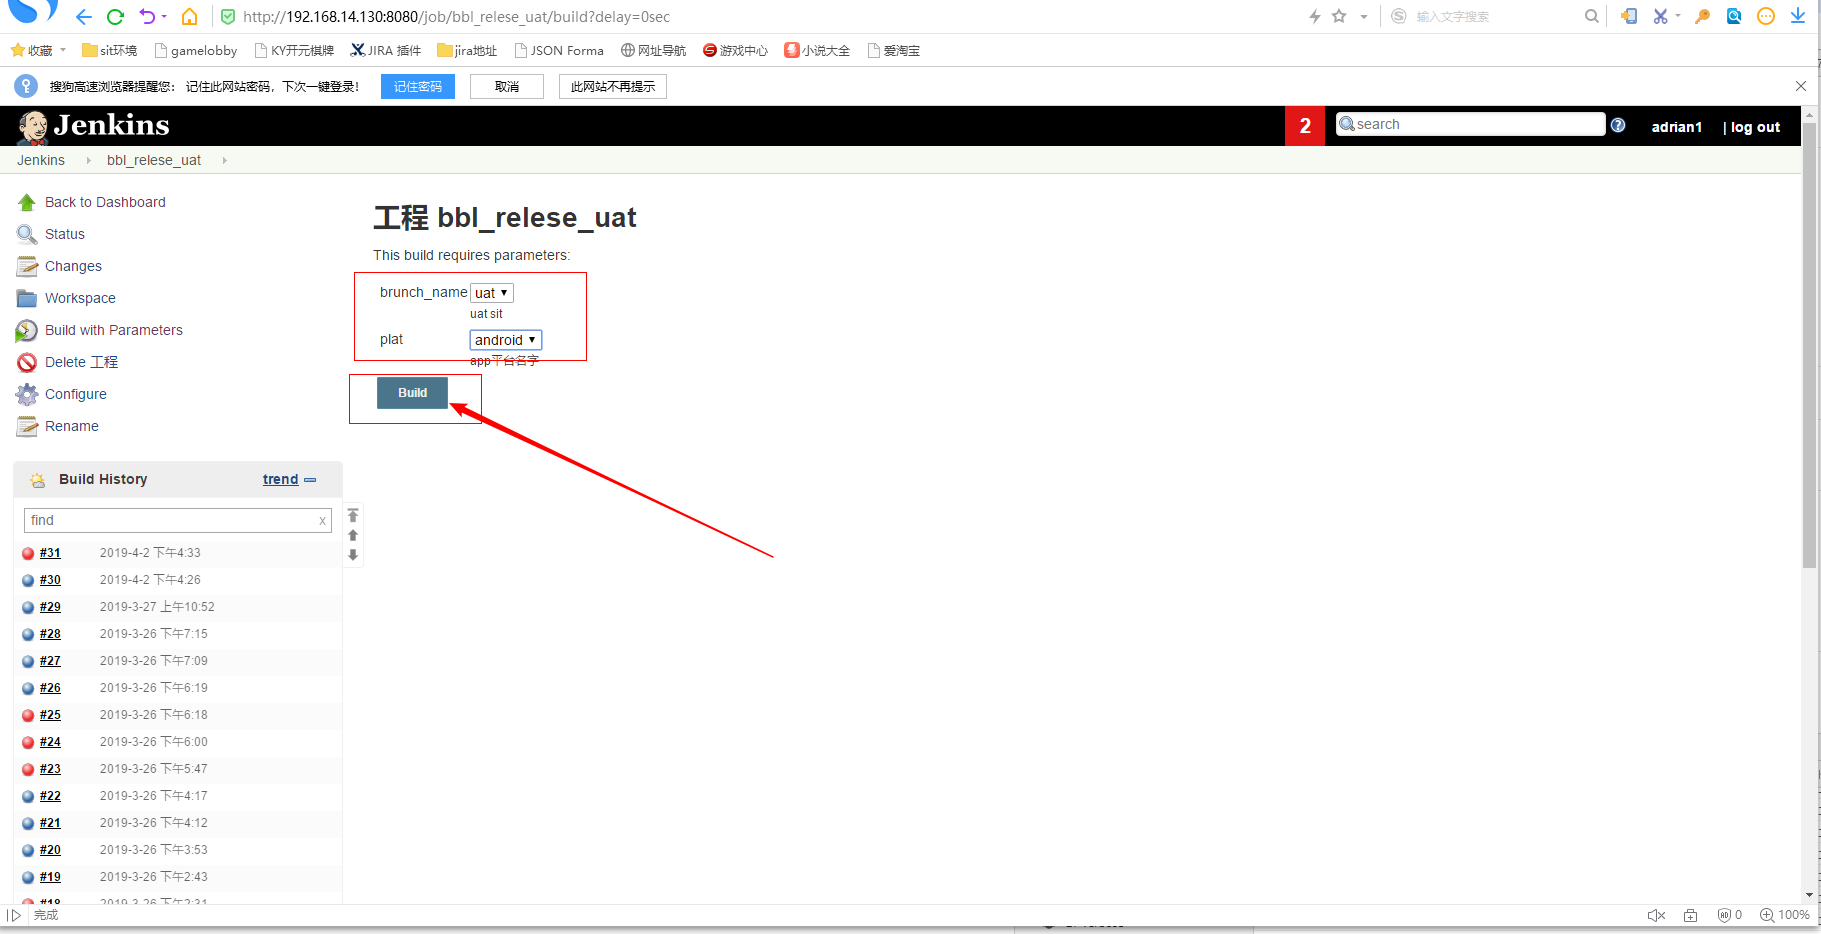 http://192.168.14.130:8080/job/bbl_relese_uat/build?delay=0sec
输入文字搜索
收藏 sit环境 gamelobby KY开元棋牌 JIRA 插件 jira地址 JSON Forma 网址导航 游戏中心 小说大全 爱淘宝
搜狗高速浏览器提醒您: 记住此网站密码，下次一键登录! 记住密码 取消 此网站不再提示
Jenkins 2 search adrian1 | log out
Jenkins bbl_relese_uat
Back to Dashboard
Status
Changes
Workspace
Build with Parameters
Delete 工程
Configure
Rename
工程 bbl_relese_uat
This build requires parameters:
brunch_name uat
uat sit
plat android
app平台名字
Build
Build History trend
find x
#31 2019-4-2 下午4:33
#30 2019-4-2 下午4:26
#29 2019-3-27 上午10:52
#28 2019-3-26 下午7:15
#27 2019-3-26 下午7:09
#26 2019-3-26 下午6:19
#25 2019-3-26 下午6:18
#24 2019-3-26 下午6:00
#23 2019-3-26 下午5:47
#22 2019-3-26 下午4:17
#21 2019-3-26 下午4:12
#20 2019-3-26 下午3:53
#19 2019-3-26 下午2:43
#18 2019-3-26 下午2:31
完成 0 100%